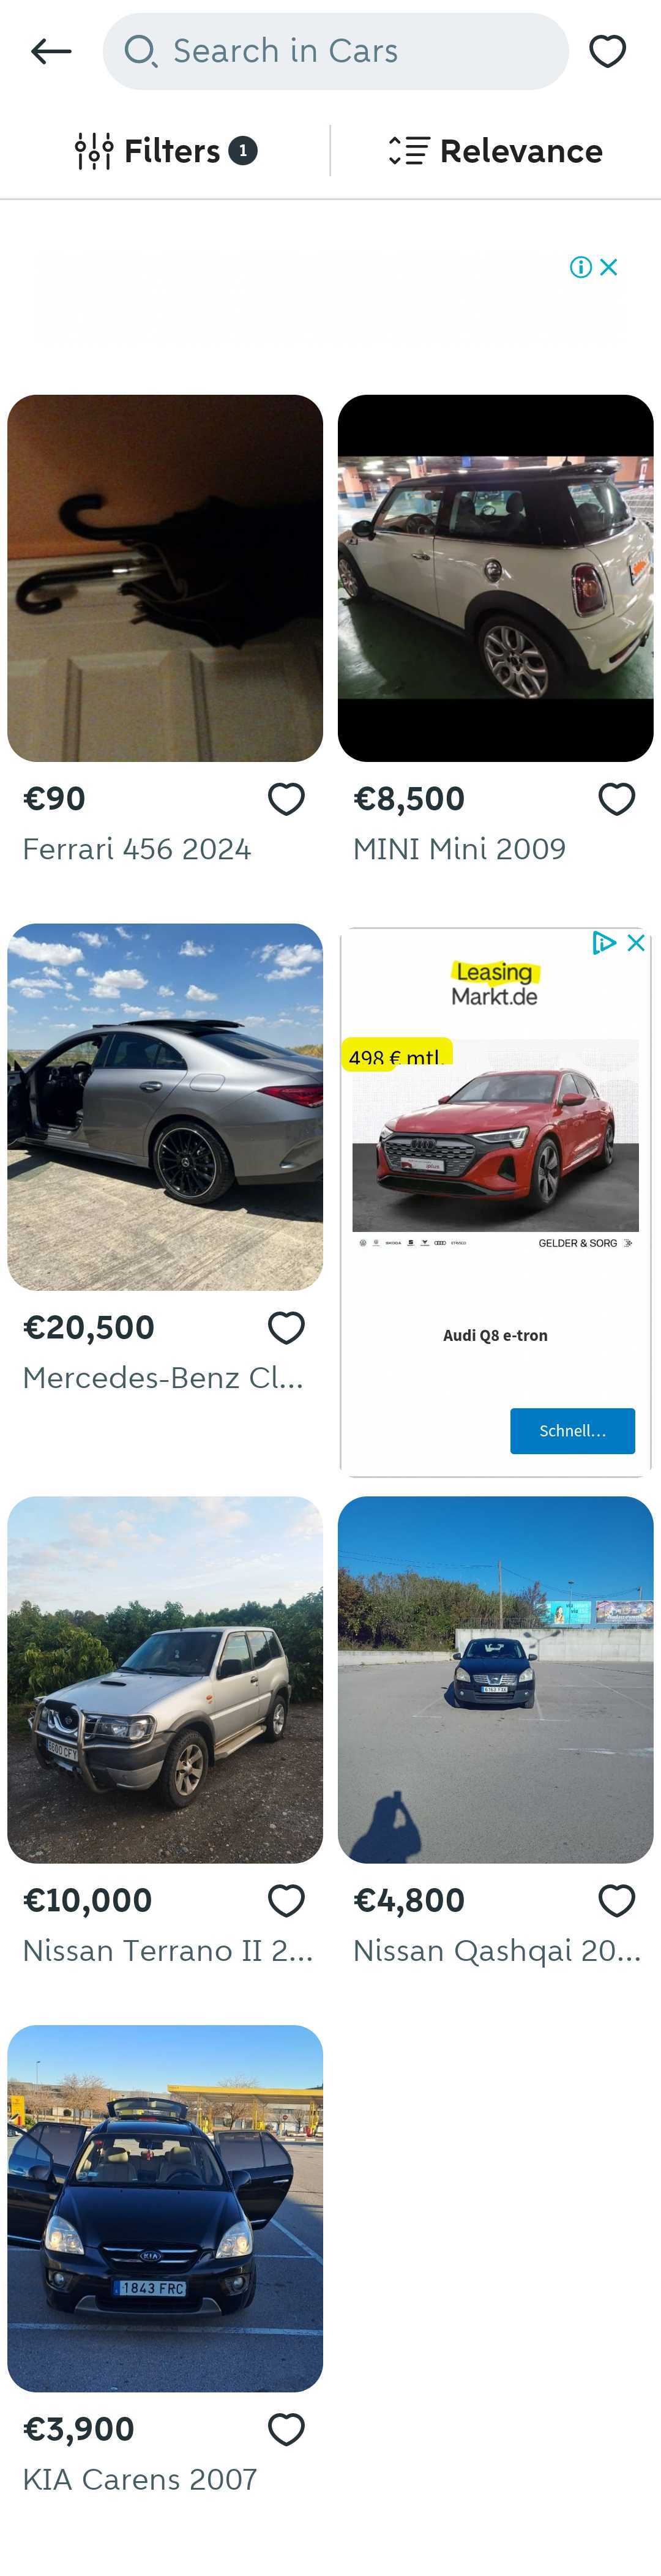 Search in Cars
Filters 1
Relevance
€90
Ferrari 456 2024
€8,500
MINI Mini 2009
€20,500
Mercedes-Benz Cl...
Leasing
Markt.de
498 € mtl.
GELDER & SORG
Audi Q8 e-tron
Schnell...
€10,000
Nissan Terrano II 2...
€4,800
Nissan Qashqai 20...
KIA
1843 FRC
€3,900
KIA Carens 2007